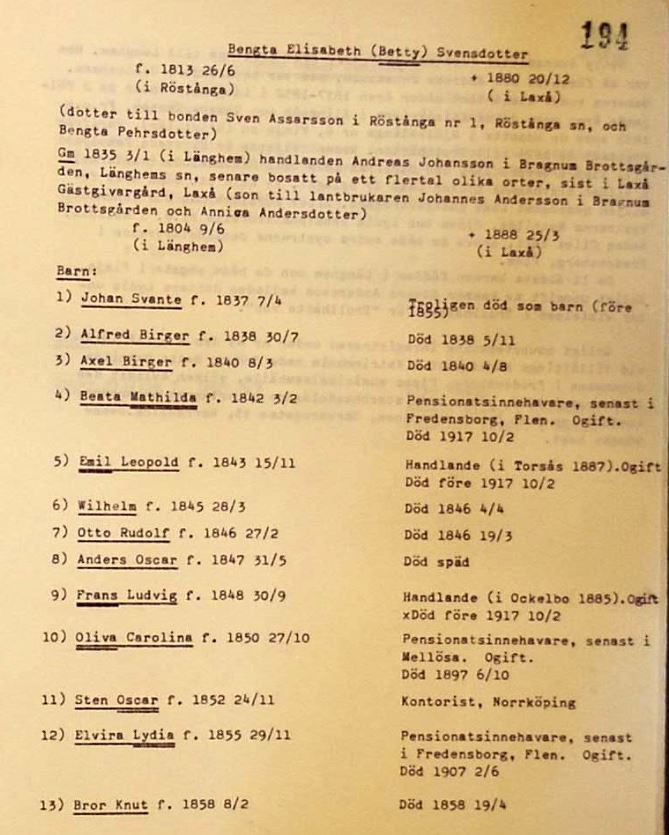 194
Bengta Elisabeth (Betty) Svensdotter
f. 1813 26/6 + 1880 20/12
(i Röstånga) ( i Laxå)
(dotter till bonden Sven Assarsson i Röstånga nr 1, Röstånga sn, och
Bengta Pehrsdotter)
Gm 1835 3/1 (i Länghem) handlanden Andreas Johansson i Bragnum Brottsgår-
den, Länghems sn, senare bosatt på ett flertal olika orter, sist i Laxå
Gästgivargård, Laxå (son till lantbrukaren Johannes Andersson i Bragnum
Brottsgården och Annica Andersdotter)
f. 1804 9/6 + 1888 25/3
(i Länghem) (i Laxå)
Barn:
1) Johan Svante f. 1837 7/4 Troligen död som barn (före
1855)
2) Alfred Birger f. 1838 30/7 Död 1838 5/11
3) Axel Birger f. 1840 8/3 Död 1840 4/8
4) Beata Mathilda f. 1842 3/2 Pensionatsinnehavare, senast i
Fredensborg, Flen. Ogift.
Död 1917 10/2
5) Emil Leopold f. 1843 15/11 Handlande (i Torsås 1887).Ogift
Död före 1917 10/2
6) Wilhelm f. 1845 28/3 Död 1846 4/4
7) Otto Rudolf f. 1846 27/2 Död 1846 19/3
8) Anders Oscar f. 1847 31/5 Död späd
9) Frans Ludvig f. 1848 30/9 Handlande (i Ockelbo 1885).Ogift
xDöd före 1917 10/2
10) Oliva Carolina f. 1850 27/10 Pensionatsinnehavare, senast i
Mellösa. Ogift.
Död 1897 6/10
11) Sten Oscar f. 1852 24/11 Kontorist, Norrköping
12) Elvira Lydia f. 1855 29/11 Pensionatsinnehavare, senast
i Fredensborg, Flen. Ogift.
Död 1907 2/6
13) Bror Knut f. 1858 8/2 Död 1858 19/4